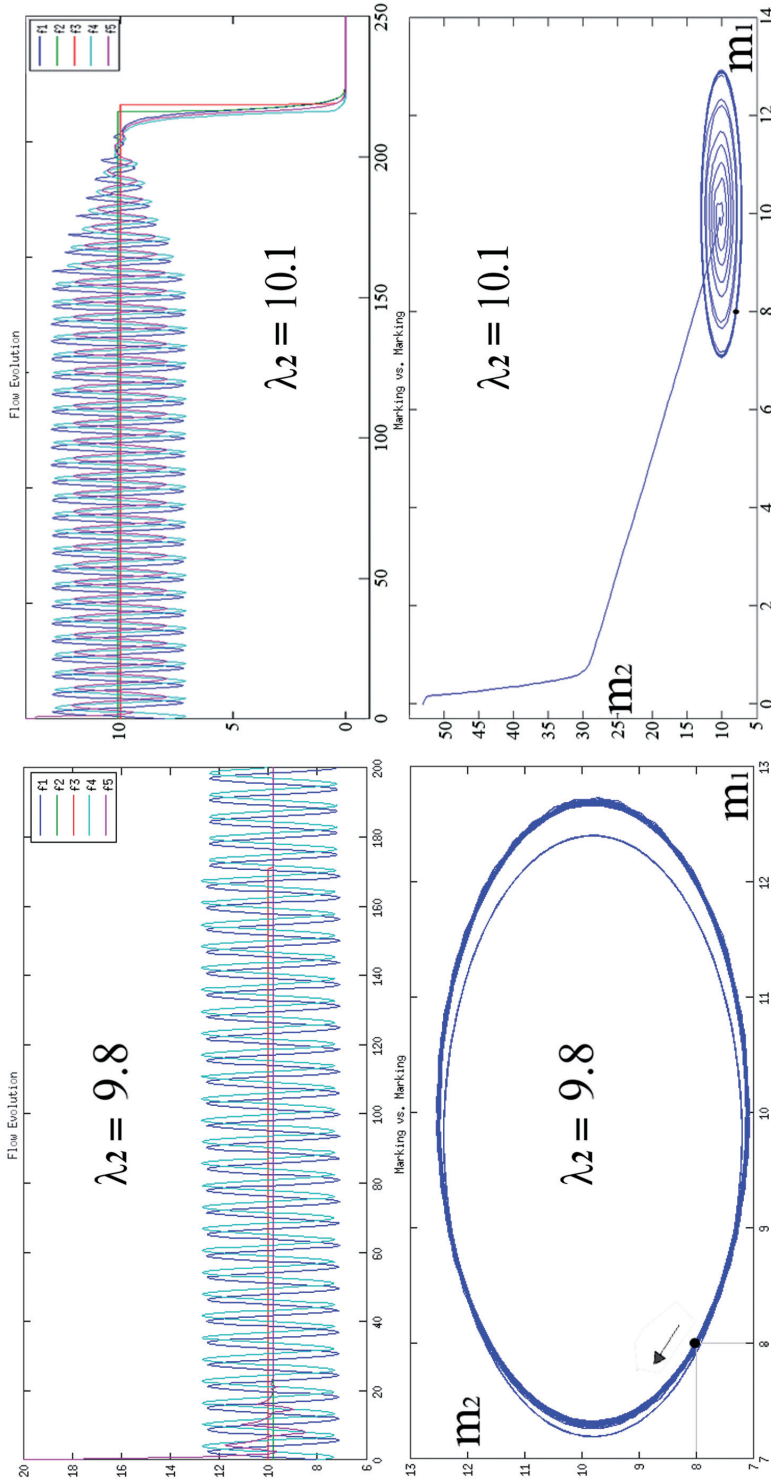 Flow Evolution
f1
f2
f3
f4
f5
λ2 = 9.8
20
18
16
14
12
10
8
6
0 20 40 60 80 100 120 140 160 180 200
Flow Evolution
f1
f2
f3
f4
f5
λ2 = 10.1
10
5
0
0 50 100 150 200 250
Marking vs. Marking
m2
λ2 = 9.8
13
12
11
10
9
8
7
m1
7 8 9 10 11 12 13
Marking vs. Marking
λ2 = 10.1
50
45
40
35
30
25
20
15
10
5
m2
m1
0 2 4 6 8 10 12 14